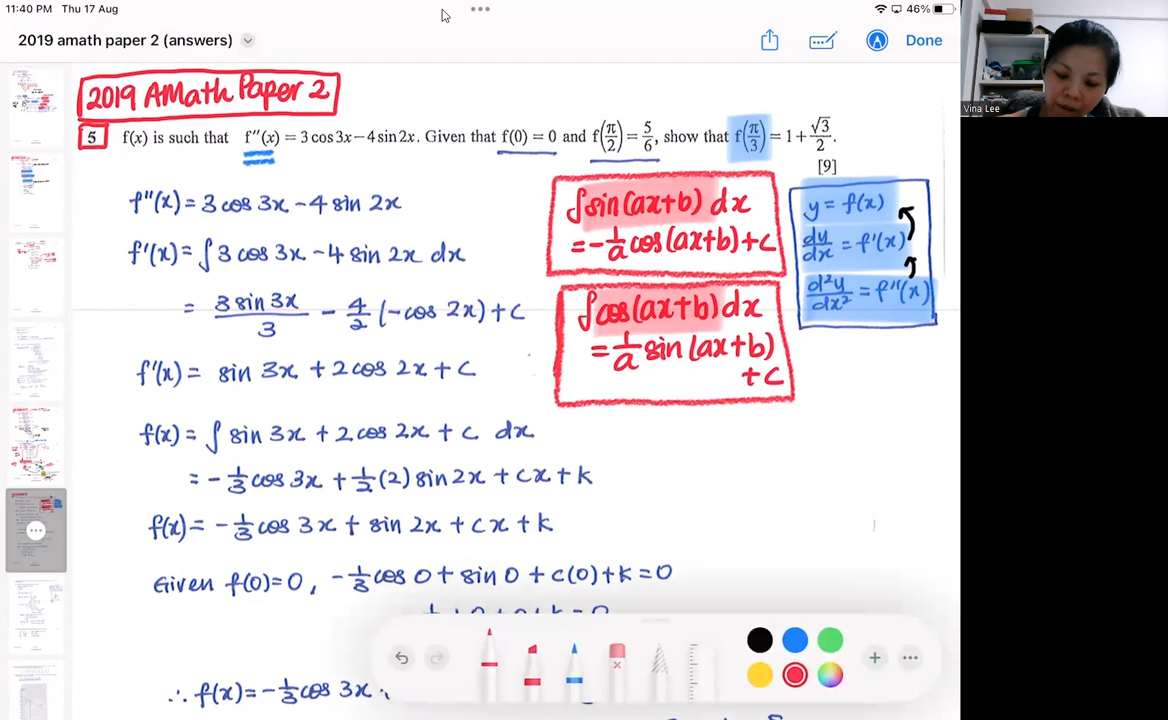 11:40 PM Thu 17 Aug
46%
2019 amath paper 2 (answers)
Done
Vina Lee
2019 AMath Paper 2
5 f(x) is such that f''(x) = 3 cos 3x − 4 sin 2x. Given that f(0) = 0 and f(π/2) = 5/6, show that f(π/3) = 1 + √3/2.
[9]
f''(x) = 3 cos 3x − 4 sin 2x
f'(x) = ∫ 3 cos 3x − 4 sin 2x dx
= 3 sin 3x/3 − 4/2 (−cos 2x) + c
f'(x) = sin 3x + 2 cos 2x + c
f(x) = ∫ sin 3x + 2 cos 2x + c dx
= −1/3 cos 3x + 1/2 (2) sin 2x + cx + k
f(x) = −1/3 cos 3x + sin 2x + cx + k
Given f(0) = 0, −1/3 cos 0 + sin 0 + c(0) + k = 0
∴ f(x) = −1/3 cos 3x
∫ sin(ax+b) dx
= −1/a cos(ax+b) + c
∫ cos(ax+b) dx
= 1/a sin(ax+b)
+c
y = f(x)
dy/dx = f'(x)
d²y/dx² = f''(x)